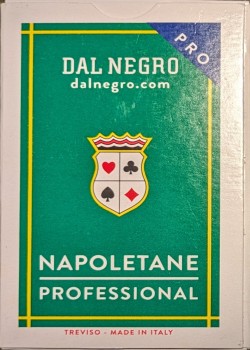 PRO
DAL NEGRO
dalnegro.com
NAPOLETANE
PROFESSIONAL
TREVISO - MADE IN ITALY